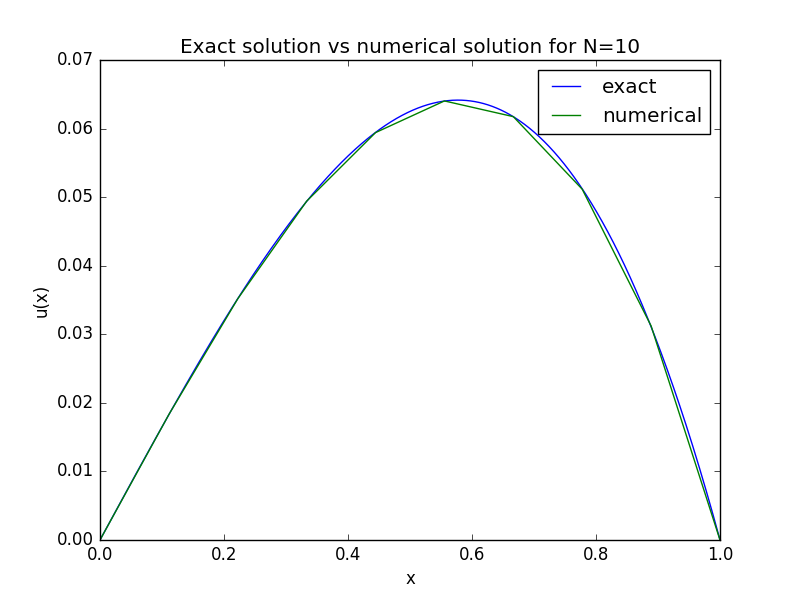 Exact solution vs numerical solution for N=10
0.07
0.06
0.05
0.04
0.03
0.02
0.01
0.00
u(x)
exact
numerical
0.0 0.2 0.4 0.6 0.8 1.0
x